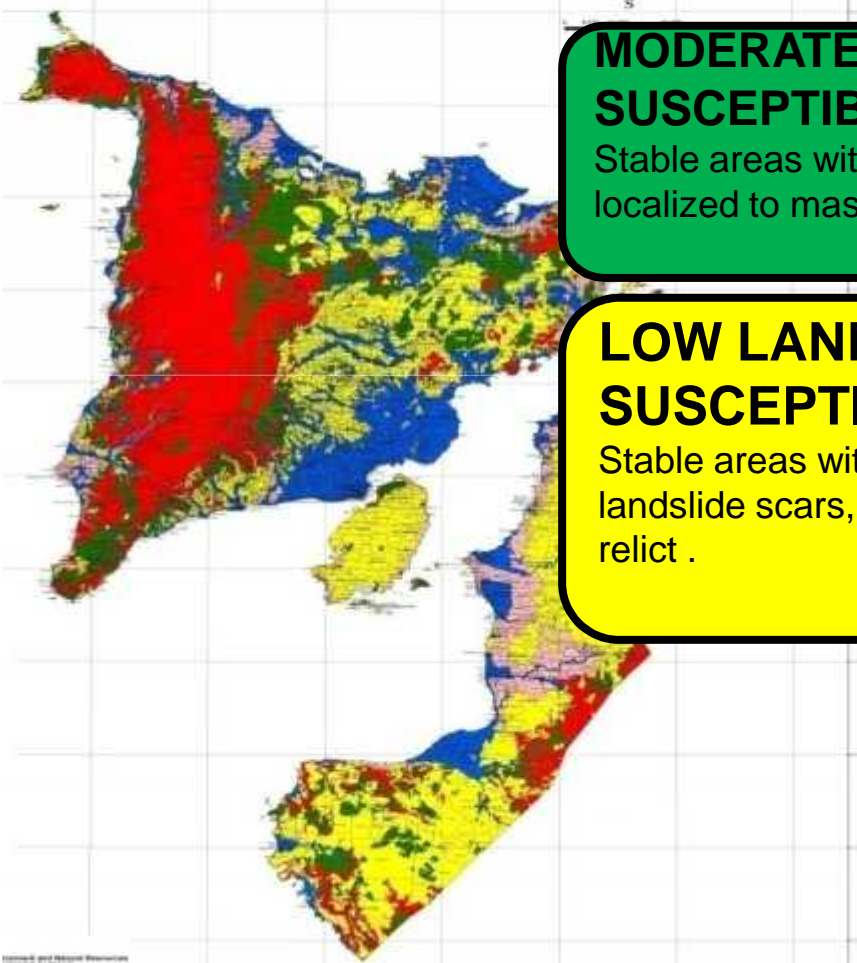 S
MODERATE
SUSCEPTIB
Stable areas wit
localized to mas
LOW LAN
SUSCEPTI
Stable areas wit
landslide scars,
relict .